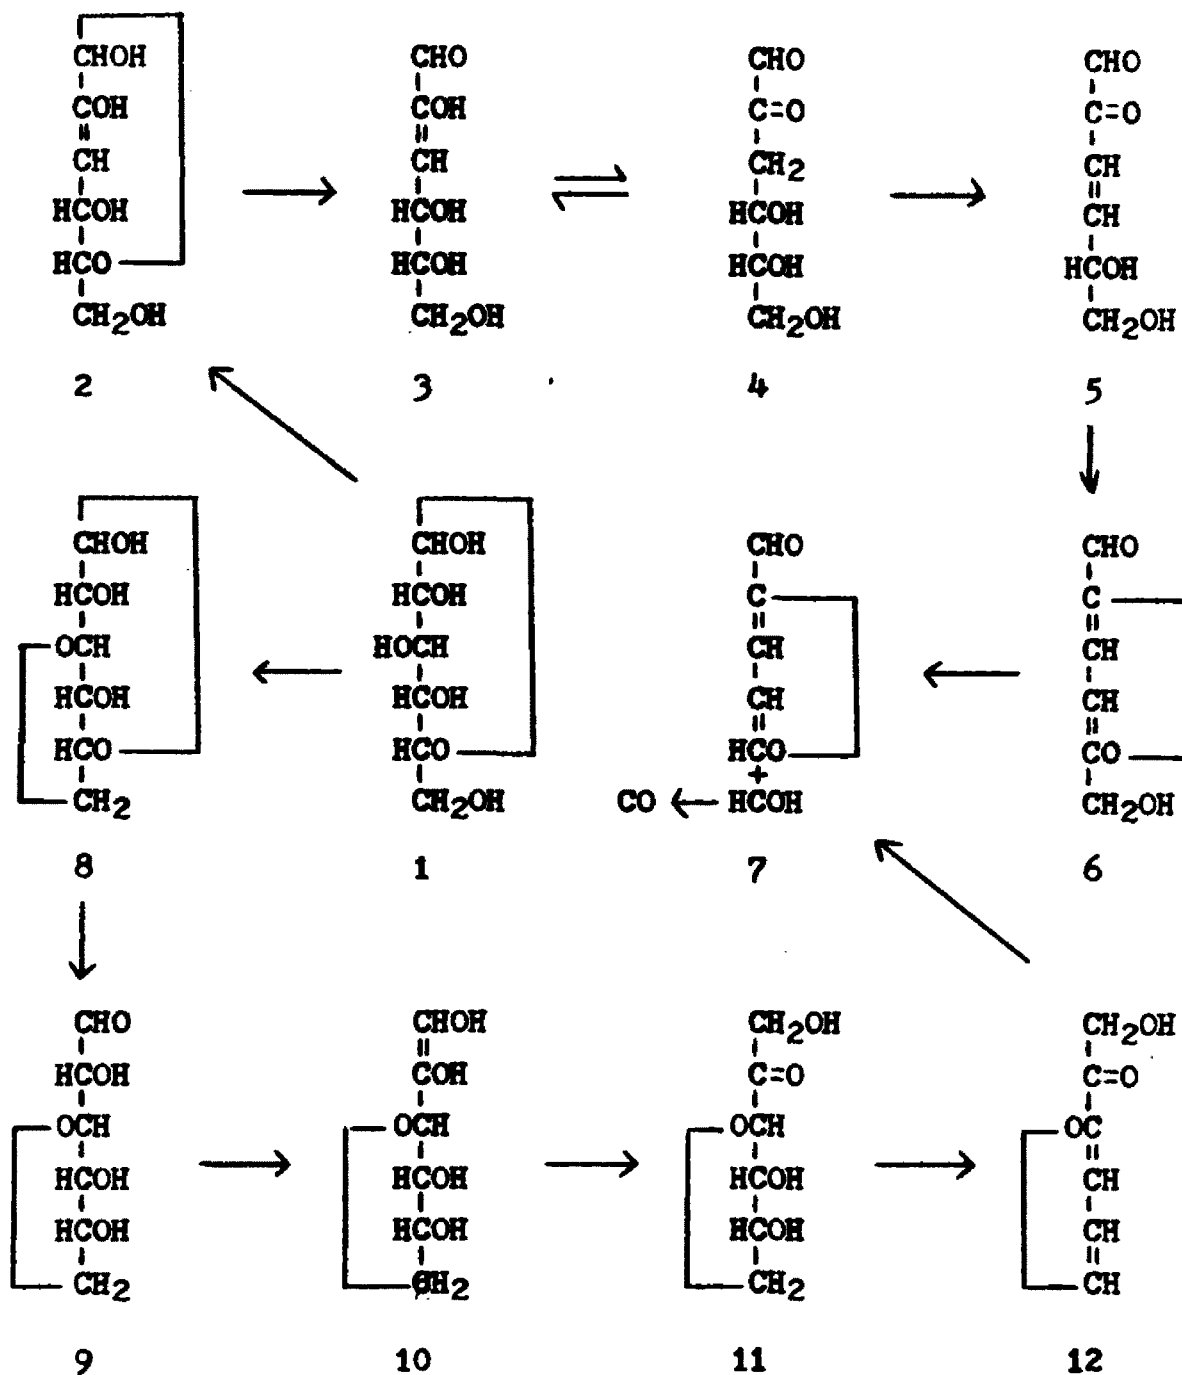 CHOH
COH
=
CH
HCOH
HCO
CH2OH
2
CHO
COH
=
CH
HCOH
HCOH
CH2OH
3
CHO
C=O
CH2
HCOH
HCOH
CH2OH
4
CHO
C=O
CH
=
CH
HCOH
CH2OH
5
CHOH
HCOH
OCH
HCOH
HCO
CH2
8
CHOH
HCOH
HOCH
HCOH
HCO
CH2OH
1
CHO
C
=
CH
CH
=
HCO
+
CO ← HCOH
7
CHO
C
=
CH
CH
=
CO
CH2OH
6
CHO
HCOH
OCH
HCOH
HCOH
CH2
9
CHOH
=
COH
OCH
HCOH
HCOH
CH2
10
CH2OH
C=O
OCH
HCOH
HCOH
CH2
11
CH2OH
C=O
OC
=
CH
CH
=
CH
12